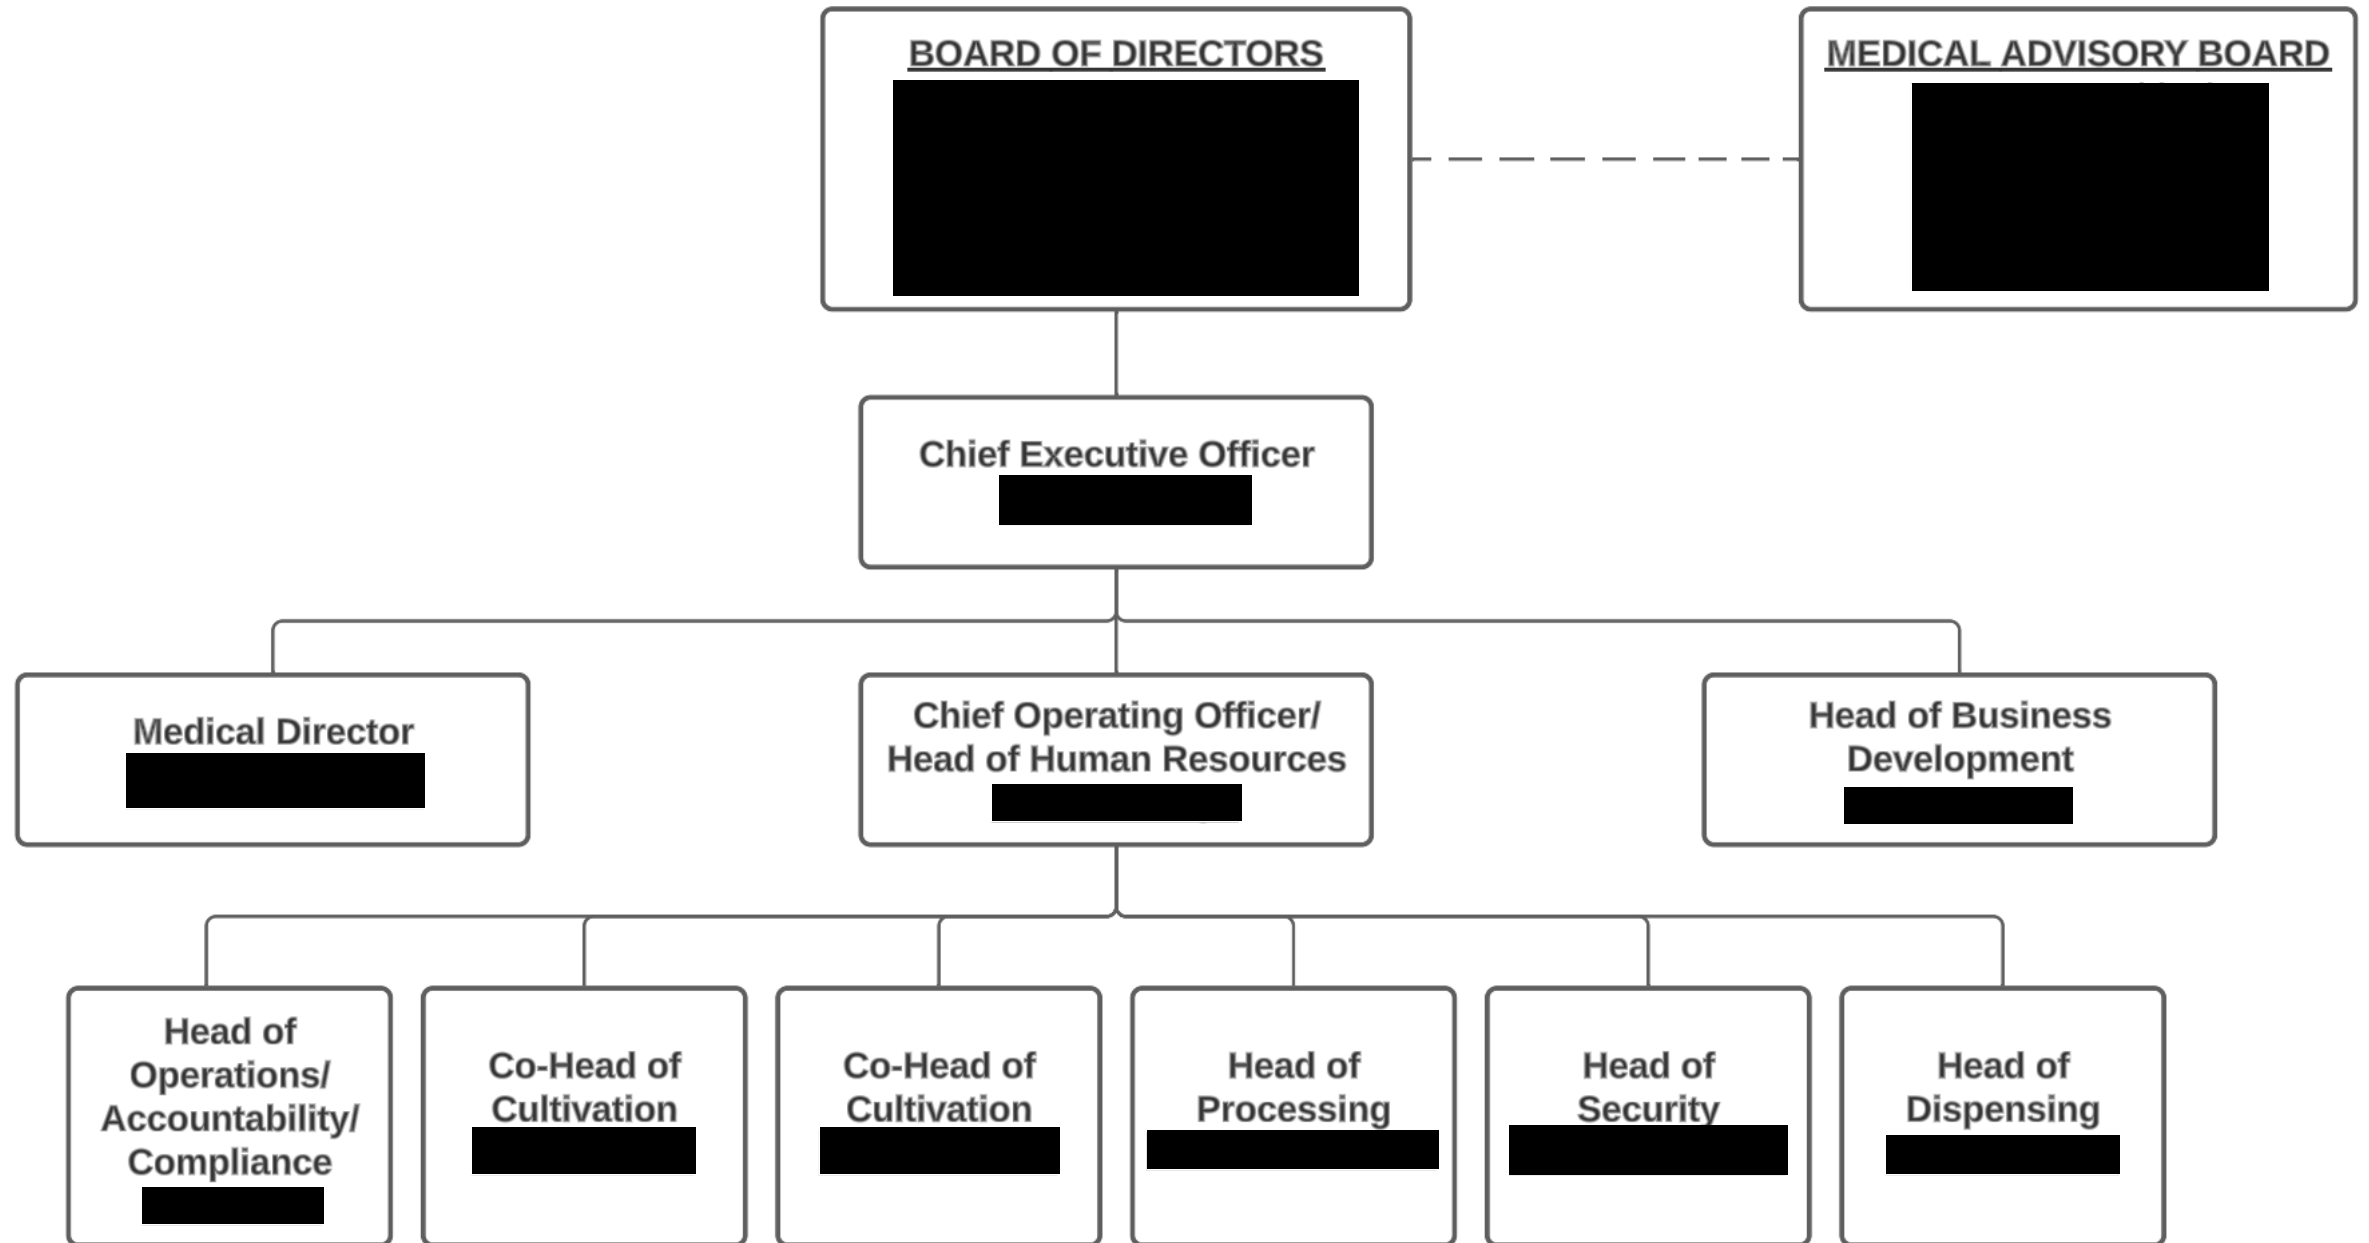 BOARD OF DIRECTORS
MEDICAL ADVISORY BOARD
Chief Executive Officer
Medical Director
Chief Operating Officer/
Head of Human Resources
Head of Business
Development
Head of
Operations/
Accountability/
Compliance
Co-Head of
Cultivation
Co-Head of
Cultivation
Head of
Processing
Head of
Security
Head of
Dispensing